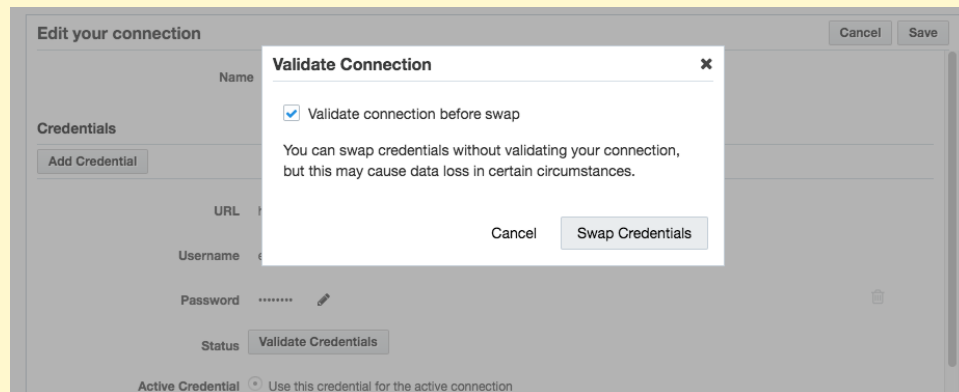 Edit your connection
Cancel Save
Validate Connection
Name
Validate connection before swap
Credentials
You can swap credentials without validating your connection,
but this may cause data loss in certain circumstances.
Add Credential
URL
Cancel Swap Credentials
Username
Password ••••••••
Status Validate Credentials
Active Credential Use this credential for the active connection